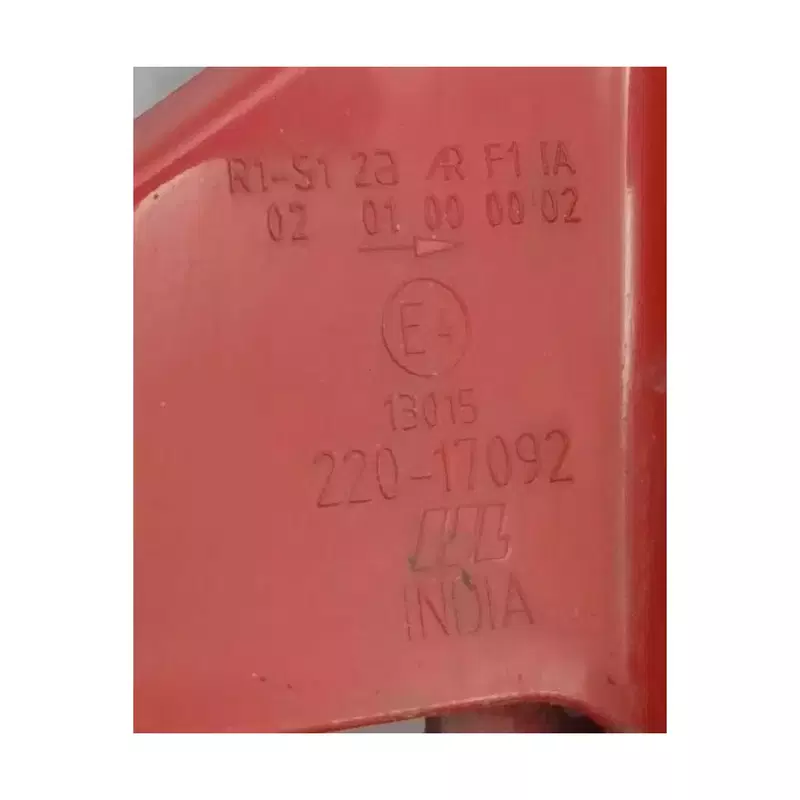 R1-S1 2a AR F1 IA
02 01 00 00 02
E4
13015
220-17092
INDIA